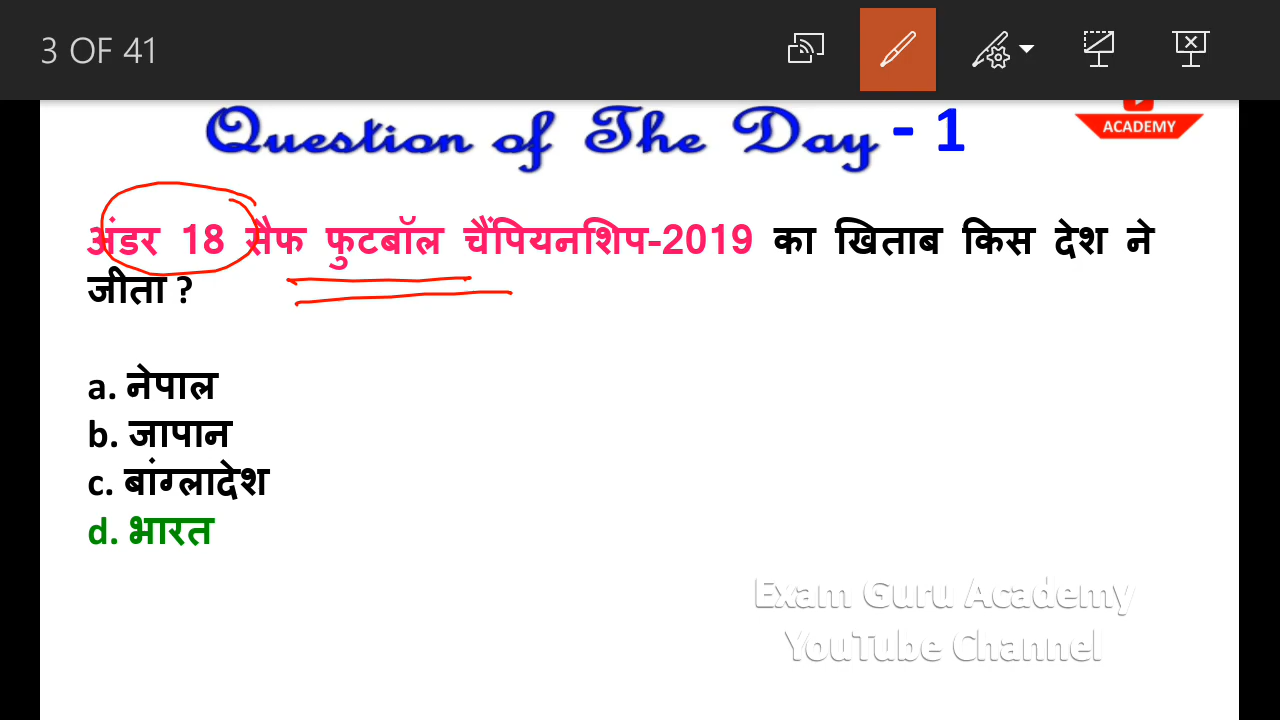 3 OF 41
Question of The Day - 1
ACADEMY
अंडर 18 सैफ फुटबॉल चैंपियनशिप-2019 का खिताब किस देश ने
जीता ?
a. नेपाल
b. जापान
c. बांग्लादेश
d. भारत
Exam Guru Academy
YouTube Channel